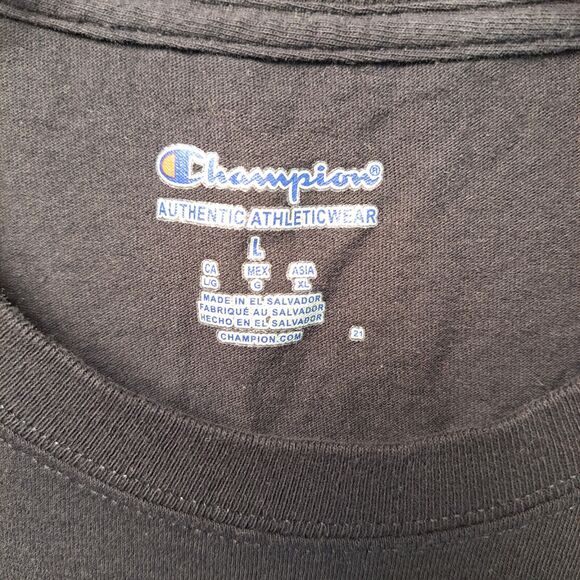 Champion®
AUTHENTIC ATHLETICWEAR
L
CA MEX ASIA
L/G G XL
MADE IN EL SALVADOR
FABRIQUÉ AU SALVADOR
HECHO EN EL SALVADOR
CHAMPION.COM
21